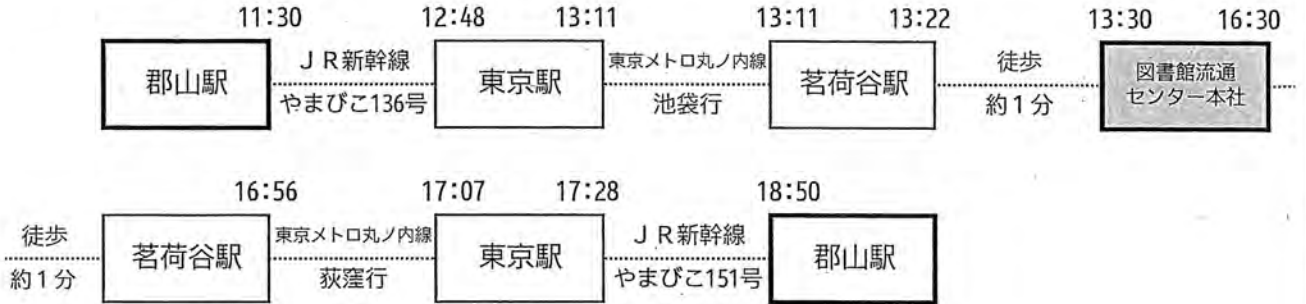 11:30 12:48 13:11 13:11 13:22 13:30 16:30
郡山駅 JR新幹線 やまびこ136号 東京駅 東京メトロ丸ノ内線 池袋行 茗荷谷駅 徒歩 約1分 図書館流通
センター本社
16:56 17:07 17:28 18:50
徒歩 約1分 茗荷谷駅 東京メトロ丸ノ内線 荻窪行 東京駅 JR新幹線 やまびこ151号 郡山駅